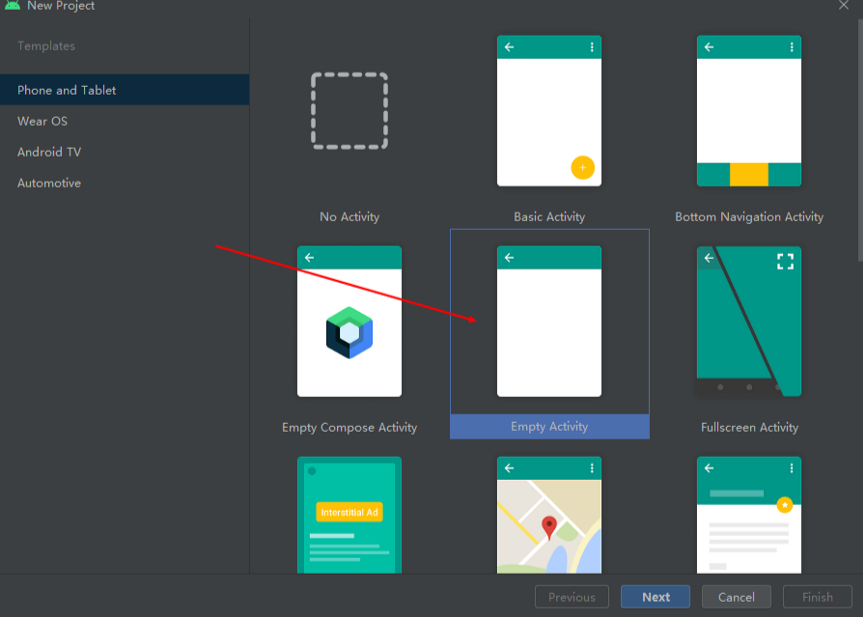 New Project
Templates
Phone and Tablet
Wear OS
Android TV
Automotive
No Activity
Basic Activity
Bottom Navigation Activity
Empty Compose Activity
Empty Activity
Fullscreen Activity
Interstitial Ad
Previous
Next
Cancel
Finish